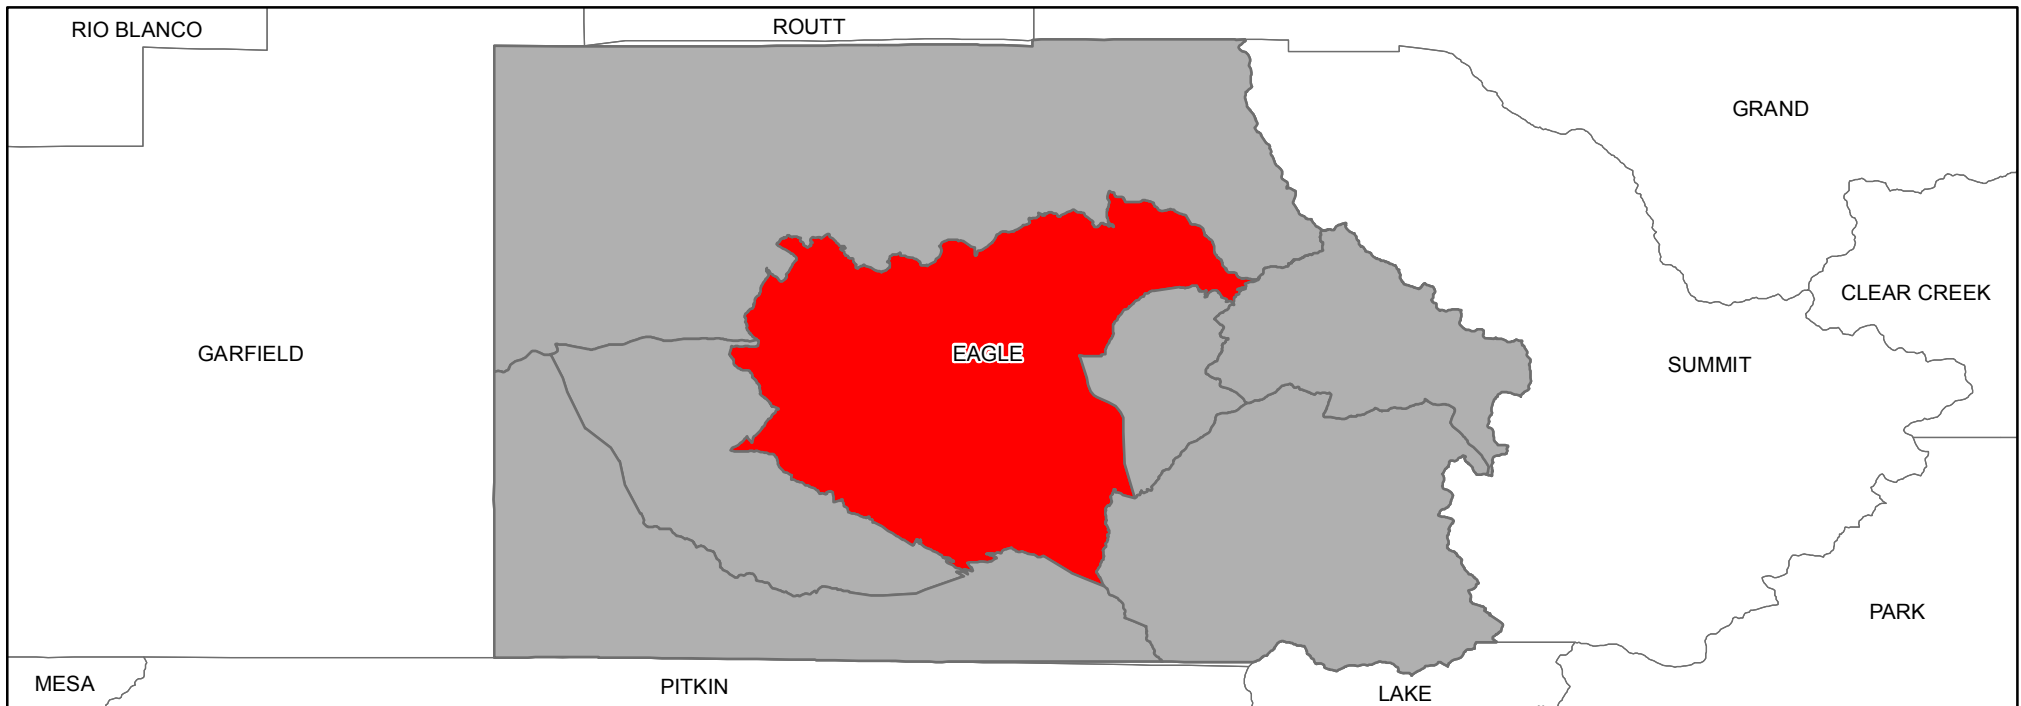 RIO BLANCO
ROUTT
GRAND
CLEAR CREEK
GARFIELD
EAGLE
SUMMIT
PARK
MESA
PITKIN
LAKE